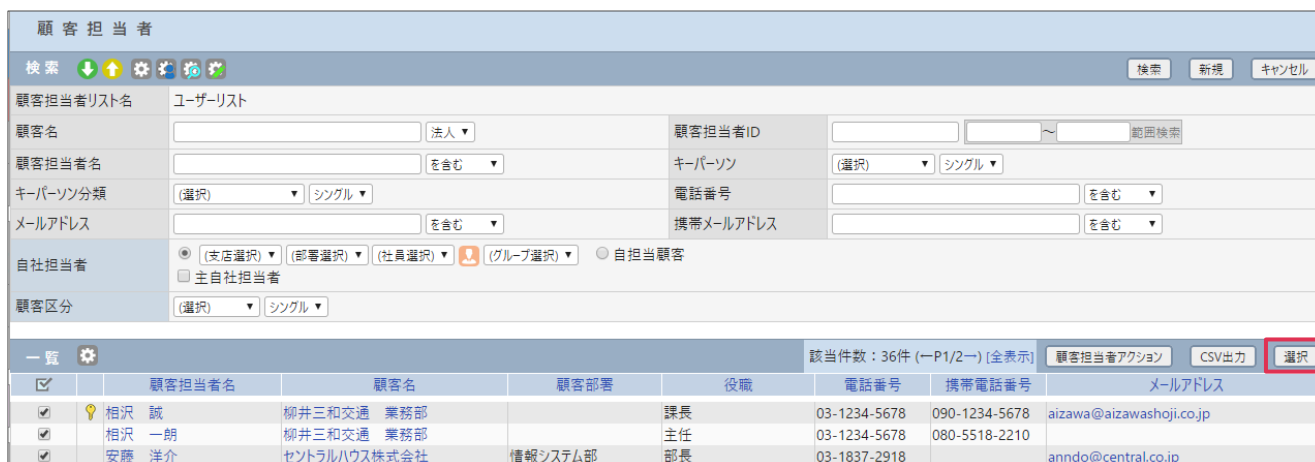 顧客担当者
検索 検索 新規 キャンセル
顧客担当者リスト名 ユーザーリスト
顧客名 法人▼ 顧客担当者ID ～ 範囲検索
顧客担当者名 を含む ▼ キーパーソン (選択) ▼ シングル▼
キーパーソン分類 (選択) ▼ シングル▼ 電話番号 を含む ▼
メールアドレス を含む ▼ 携帯メールアドレス を含む ▼
自社担当者 (支店選択)▼ (部署選択)▼ (社員選択)▼ (グループ選択)▼ 自担当顧客
主自社担当者
顧客区分 (選択) ▼ シングル▼
一覧 該当件数：36件 (←P1/2→) [全表示] 顧客担当者アクション CSV出力 選択
顧客担当者名 顧客名 顧客部署 役職 電話番号 携帯電話番号 メールアドレス
相沢　誠 柳井三和交通　業務部 課長 03-1234-5678 090-1234-5678 aizawa@aizawashoji.co.jp
相沢　一朗 柳井三和交通　業務部 主任 03-1234-5678 080-5518-2210
安藤　洋介 セントラルハウス株式会社 情報システム部 部長 03-1837-2918 anndo@central.co.jp